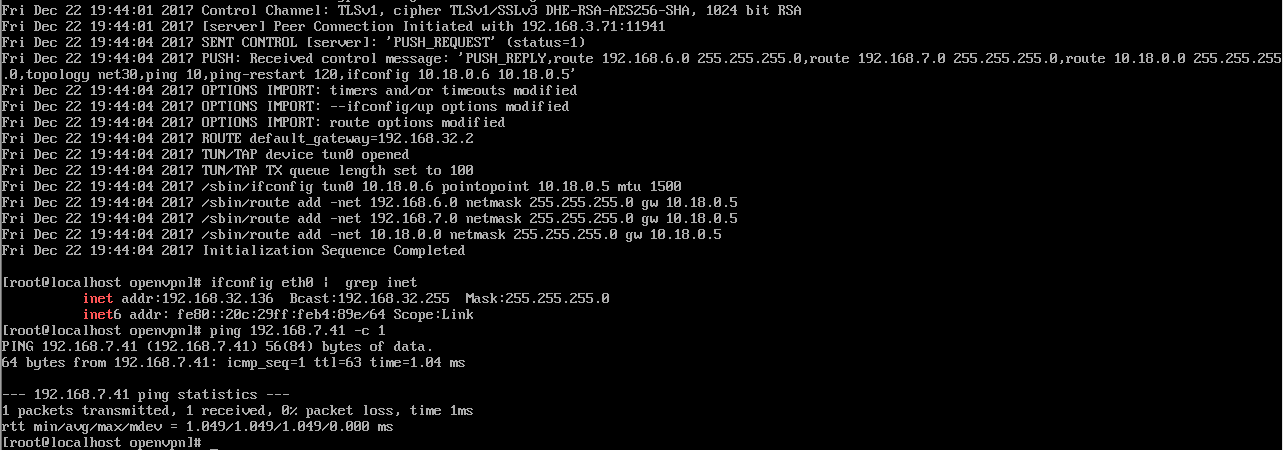 Fri Dec 22 19:44:01 2017 Control Channel: TLSv1, cipher TLSv1/SSLv3 DHE-RSA-AES256-SHA, 1024 bit RSA
Fri Dec 22 19:44:01 2017 [server] Peer Connection Initiated with 192.168.3.71:11941
Fri Dec 22 19:44:04 2017 SENT CONTROL [server]: 'PUSH_REQUEST' (status=1)
Fri Dec 22 19:44:04 2017 PUSH: Received control message: 'PUSH_REPLY,route 192.168.6.0 255.255.255.0,route 192.168.7.0 255.255.255.0,route 10.18.0.0 255.255.255
.0,topology net30,ping 10,ping-restart 120,ifconfig 10.18.0.6 10.18.0.5'
Fri Dec 22 19:44:04 2017 OPTIONS IMPORT: timers and/or timeouts modified
Fri Dec 22 19:44:04 2017 OPTIONS IMPORT: --ifconfig/up options modified
Fri Dec 22 19:44:04 2017 OPTIONS IMPORT: route options modified
Fri Dec 22 19:44:04 2017 ROUTE default_gateway=192.168.32.2
Fri Dec 22 19:44:04 2017 TUN/TAP device tun0 opened
Fri Dec 22 19:44:04 2017 TUN/TAP TX queue length set to 100
Fri Dec 22 19:44:04 2017 /sbin/ifconfig tun0 10.18.0.6 pointopoint 10.18.0.5 mtu 1500
Fri Dec 22 19:44:04 2017 /sbin/route add -net 192.168.6.0 netmask 255.255.255.0 gw 10.18.0.5
Fri Dec 22 19:44:04 2017 /sbin/route add -net 192.168.7.0 netmask 255.255.255.0 gw 10.18.0.5
Fri Dec 22 19:44:04 2017 /sbin/route add -net 10.18.0.0 netmask 255.255.255.0 gw 10.18.0.5
Fri Dec 22 19:44:04 2017 Initialization Sequence Completed
[root@localhost openvpn]# ifconfig eth0 |  grep inet
inet addr:192.168.32.136  Bcast:192.168.32.255  Mask:255.255.255.0
inet6 addr: fe80::20c:29ff:feb4:89e/64 Scope:Link
[root@localhost openvpn]# ping 192.168.7.41 -c 1
PING 192.168.7.41 (192.168.7.41) 56(84) bytes of data.
64 bytes from 192.168.7.41: icmp_seq=1 ttl=63 time=1.04 ms
--- 192.168.7.41 ping statistics ---
1 packets transmitted, 1 received, 0% packet loss, time 1ms
rtt min/avg/max/mdev = 1.049/1.049/1.049/0.000 ms
[root@localhost openvpn]# _